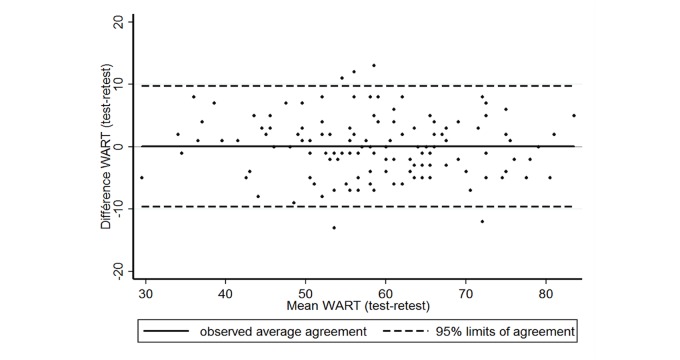 20
10
0
-10
-20
Différence WART (test-retest)
30 40 50 60 70 80
Mean WART (test-retest)
observed average agreement 95% limits of agreement